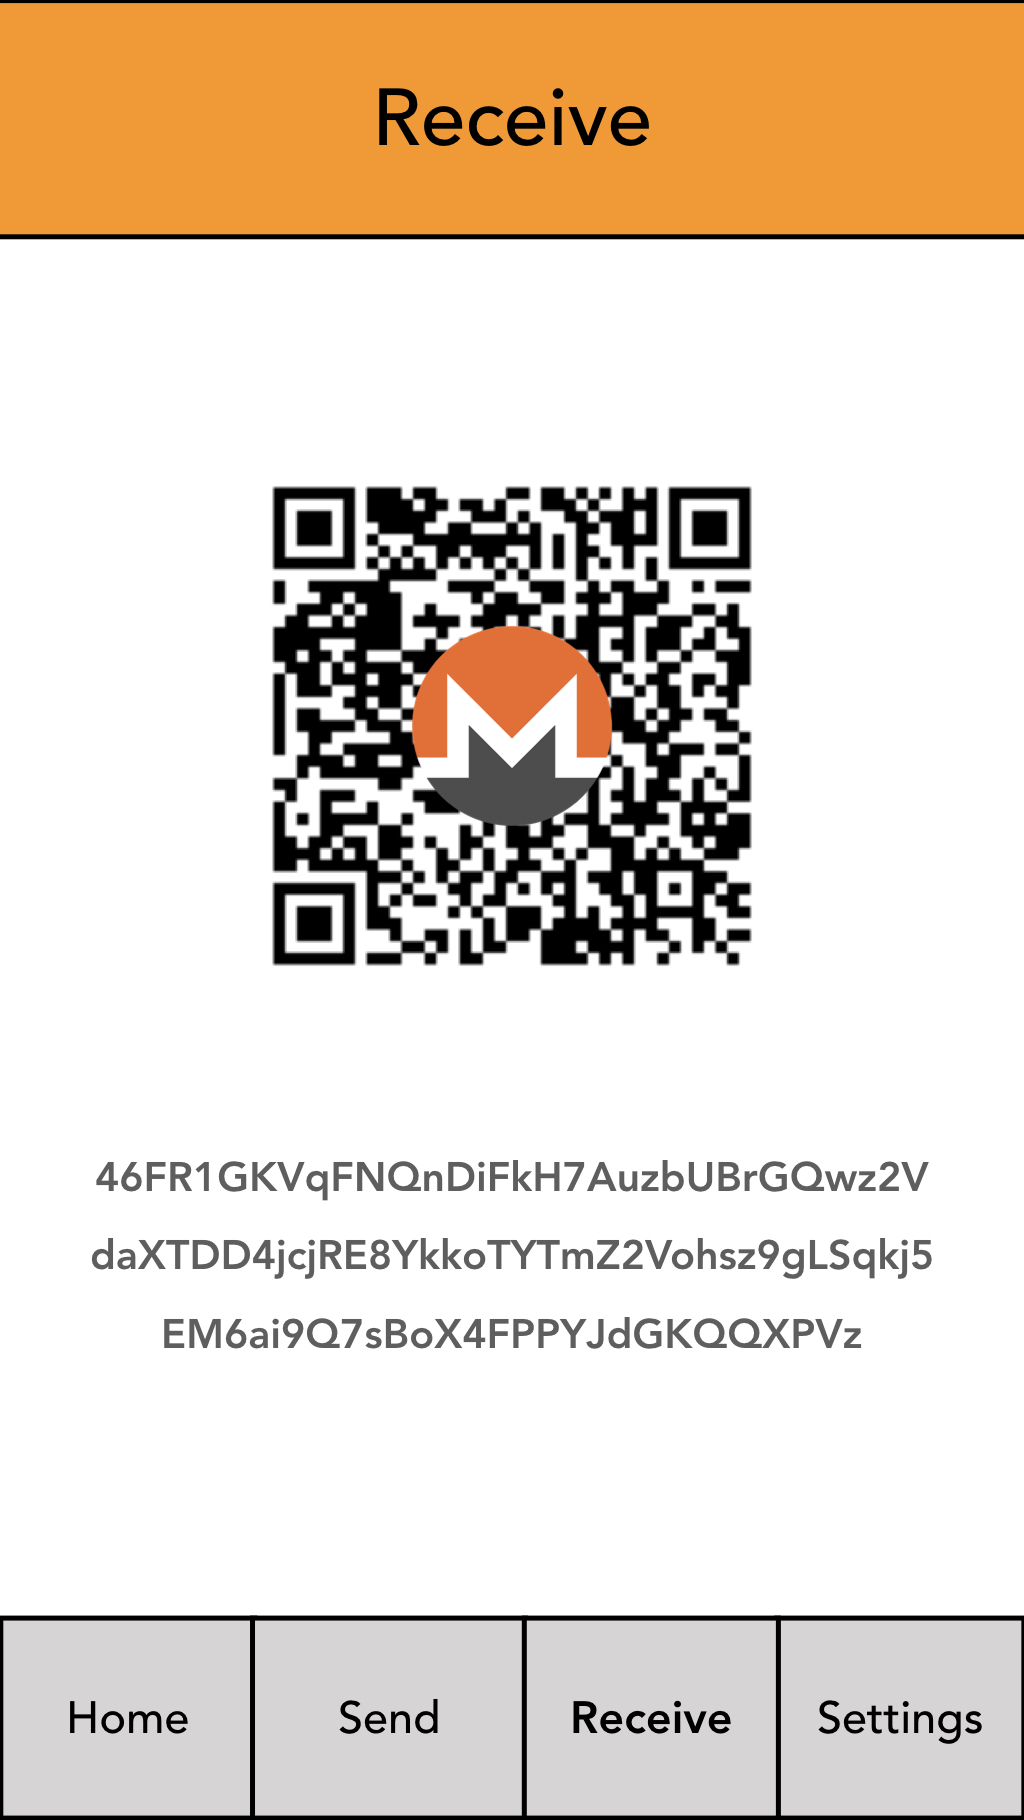 Receive
46FR1GKVqFNQnDiFkH7AuzbUBrGQwz2V
daXTDD4jcjRE8YkkoTYTmZ2Vohsz9gLSqkj5
EM6ai9Q7sBoX4FPPYJdGKQQXPVz
Home
Send
Receive
Settings